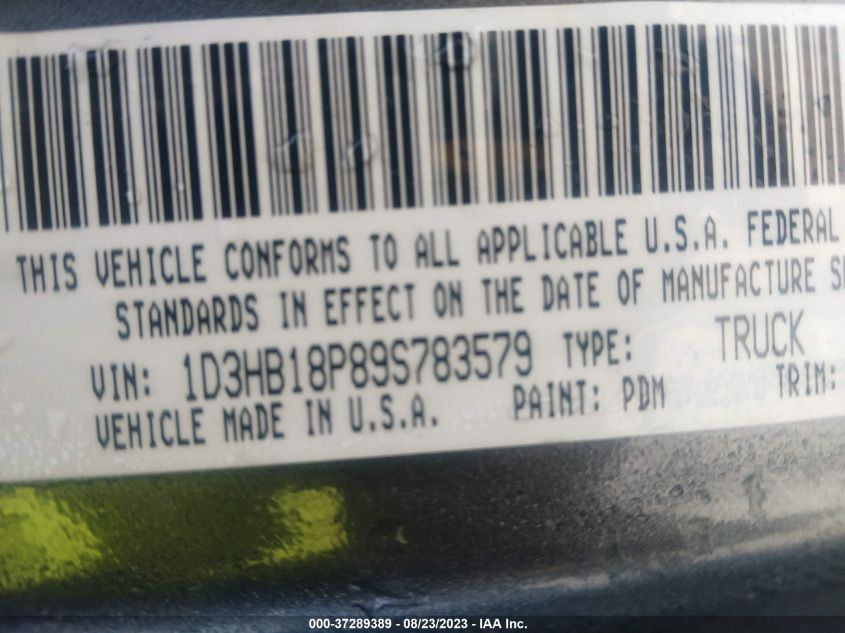 THIS VEHICLE CONFORMS TO ALL APPLICABLE U.S.A. FEDERAL
STANDARDS IN EFFECT ON THE DATE OF MANUFACTURE
VIN: 1D3HB18P89S783579 TYPE: TRUCK
VEHICLE MADE IN U.S.A. PAINT: PDM TRIM:
000-37289389 - 08/23/2023 - IAA Inc.